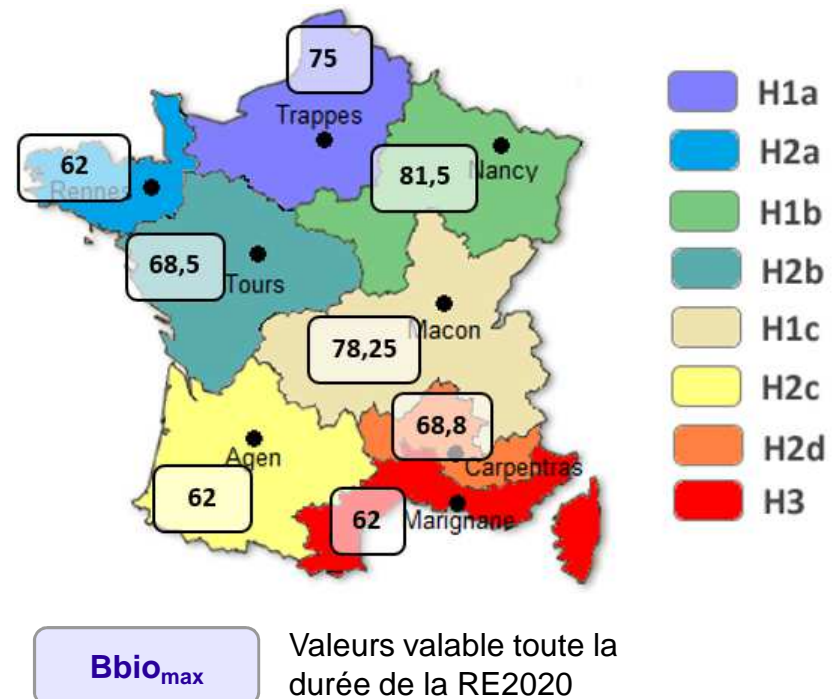 75
Trappes
62
Rennes
81,5
Nancy
68,5
Tours
78,25
Macon
68,8
Carpentras
Agen
62
62
Marignane
H1a
H2a
H1b
H2b
H1c
H2c
H2d
H3
Bbiomax
Valeurs valable toute la
durée de la RE2020